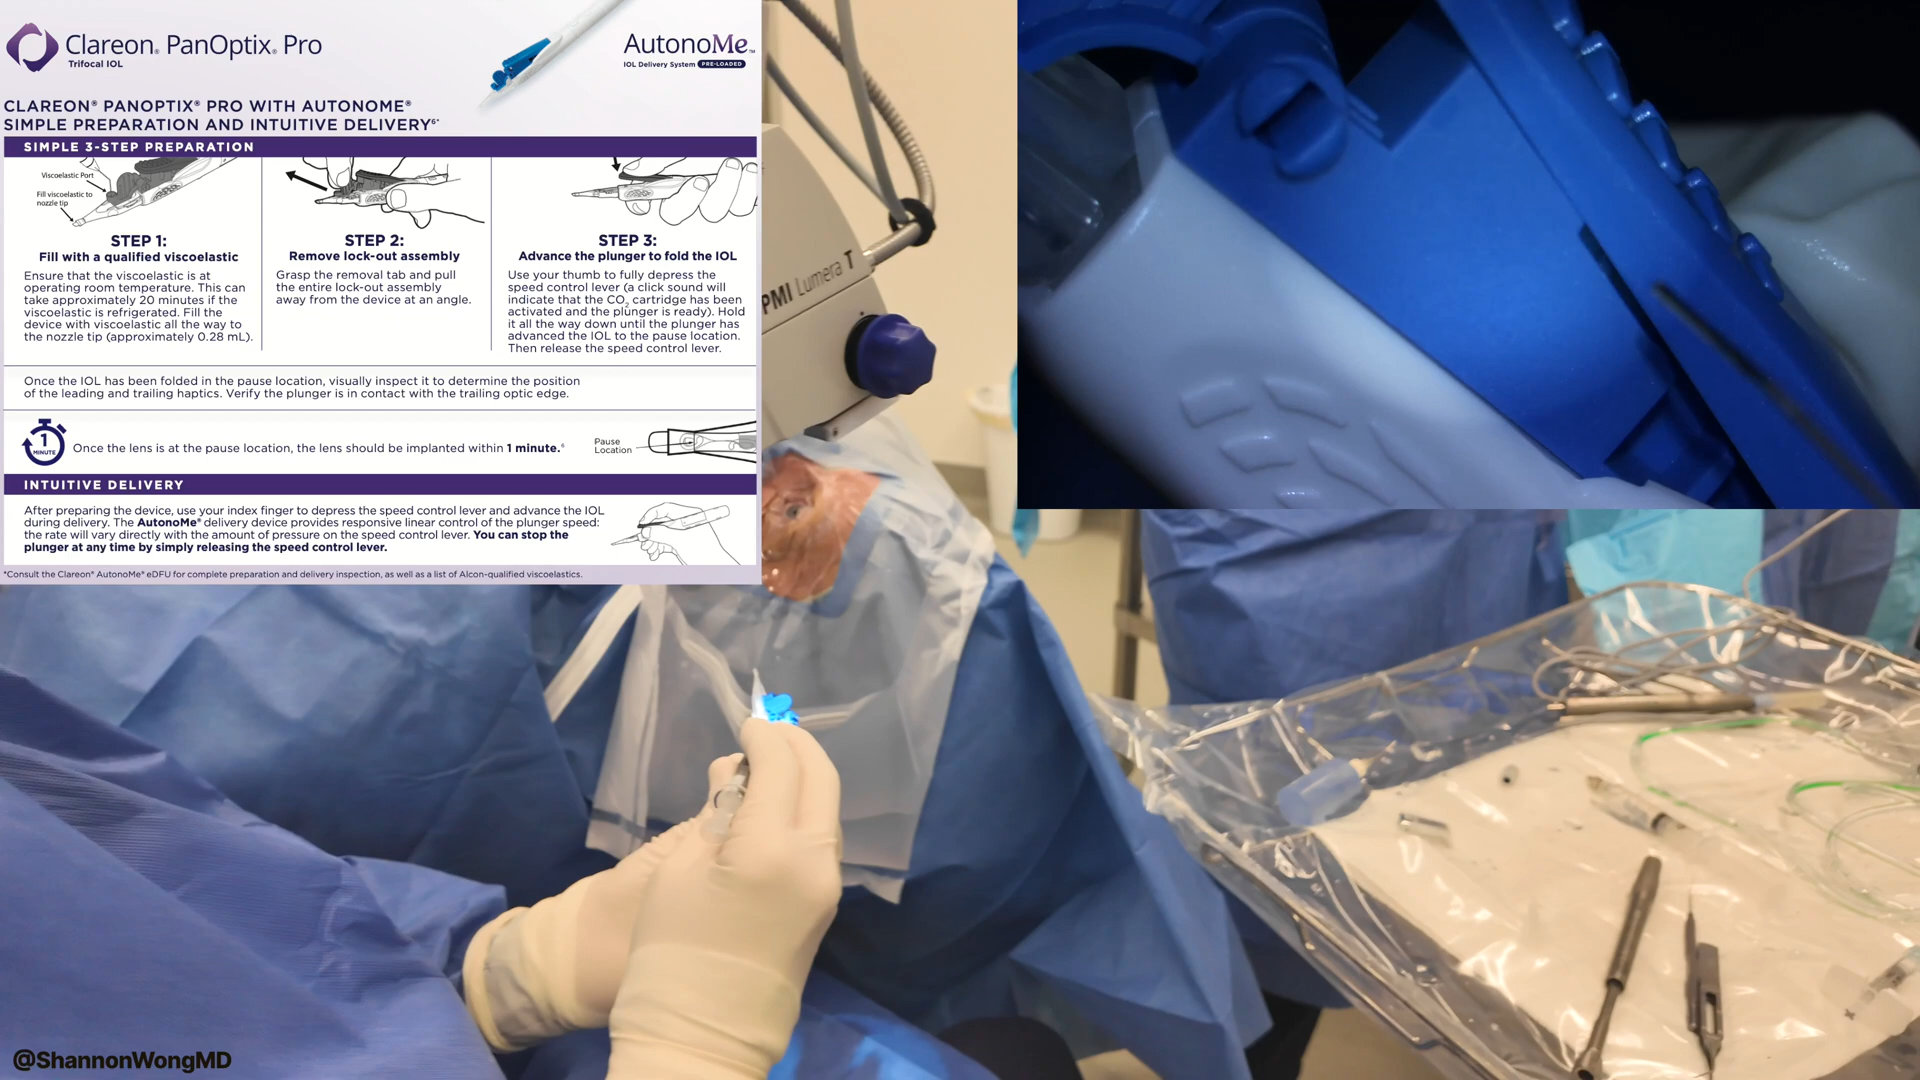 Clareon® PanOptix® Pro
Trifocal IOL
AutonoMe™
IOL Delivery System PRE-LOADED
CLAREON® PANOPTIX® PRO WITH AUTONOME®
SIMPLE PREPARATION AND INTUITIVE DELIVERY⁶*
SIMPLE 3-STEP PREPARATION
Viscoelastic Port
Fill viscoelastic to
nozzle tip
STEP 1:
Fill with a qualified viscoelastic
Ensure that the viscoelastic is at
operating room temperature. This can
take approximately 20 minutes if the
viscoelastic is refrigerated. Fill the
device with viscoelastic all the way to
the nozzle tip (approximately 0.28 mL).
STEP 2:
Remove lock-out assembly
Grasp the removal tab and pull
the entire lock-out assembly
away from the device at an angle.
STEP 3:
Advance the plunger to fold the IOL
Use your thumb to fully depress the
speed control lever (a click sound will
indicate that the CO₂ cartridge has been
activated and the plunger is ready). Hold
it all the way down until the plunger has
advanced the IOL to the pause location.
Then release the speed control lever.
Once the IOL has been folded in the pause location, visually inspect it to determine the position
of the leading and trailing haptics. Verify the plunger is in contact with the trailing optic edge.
1
MINUTE
Once the lens is at the pause location, the lens should be implanted within 1 minute.⁶
Pause
Location
INTUITIVE DELIVERY
After preparing the device, use your index finger to depress the speed control lever and advance the IOL
during delivery. The AutonoMe® delivery device provides responsive linear control of the plunger speed:
the rate will vary directly with the amount of pressure on the speed control lever. You can stop the
plunger at any time by simply releasing the speed control lever.
*Consult the Clareon® AutonoMe® eDFU for complete preparation and delivery inspection, as well as a list of Alcon-qualified viscoelastics.
PMI Lumera T
@ShannonWongMD